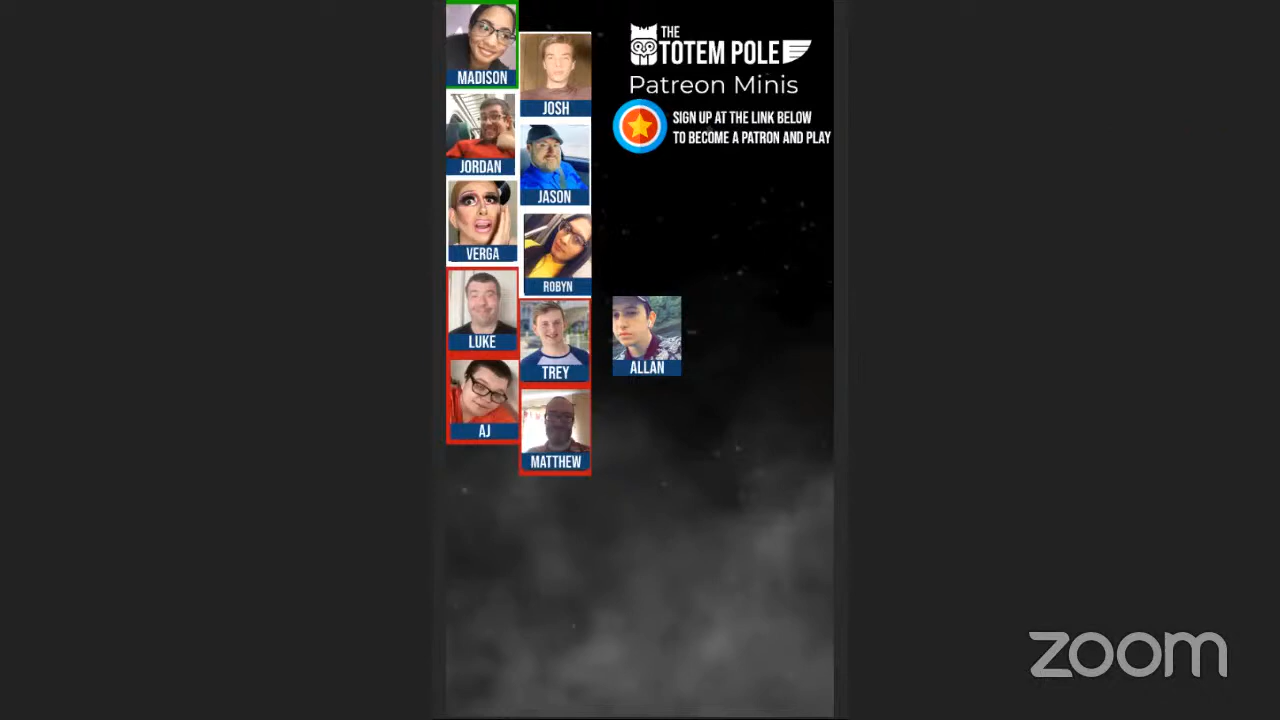 THE
TOTEM POLE
Patreon Minis
SIGN UP AT THE LINK BELOW
TO BECOME A PATRON AND PLAY
MADISON
JOSH
JORDAN
JASON
VERGA
ROBYN
LUKE
TREY
ALLAN
AJ
MATTHEW
zoom